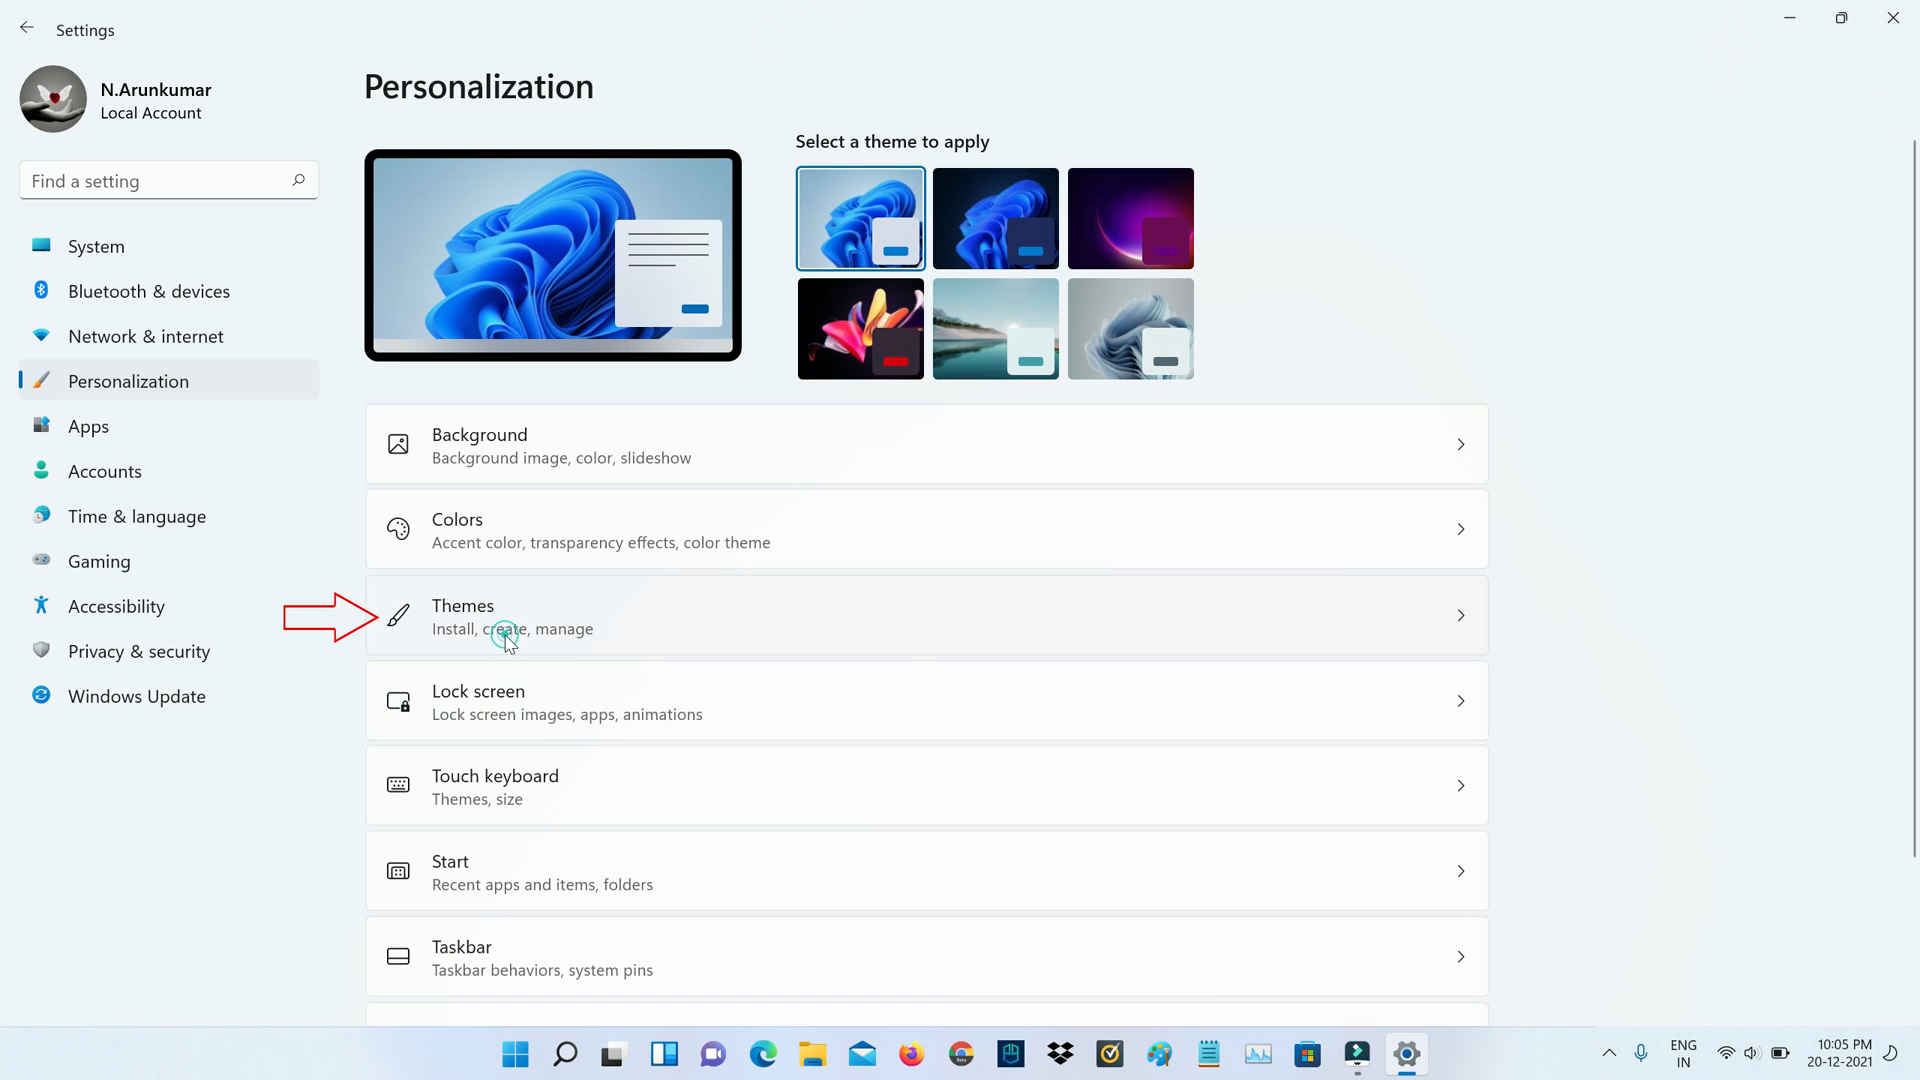 Settings
N.Arunkumar
Local Account
Find a setting
System
Bluetooth & devices
Network & internet
Personalization
Apps
Accounts
Time & language
Gaming
Accessibility
Privacy & security
Windows Update
Personalization
Select a theme to apply
Background
Background image, color, slideshow
Colors
Accent color, transparency effects, color theme
Themes
Install, create, manage
Lock screen
Lock screen images, apps, animations
Touch keyboard
Themes, size
Start
Recent apps and items, folders
Taskbar
Taskbar behaviors, system pins
ENG
IN
10:05 PM
20-12-2021